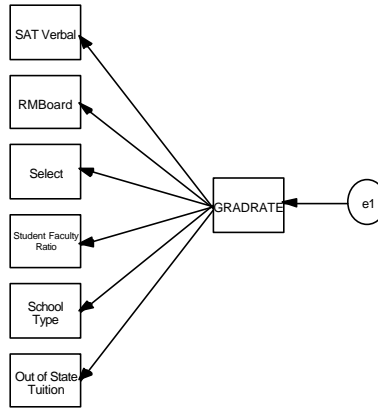 SAT Verbal
RMBoard
Select
Student Faculty
Ratio
School
Type
Out of State
Tuition
GRADRATE
e1